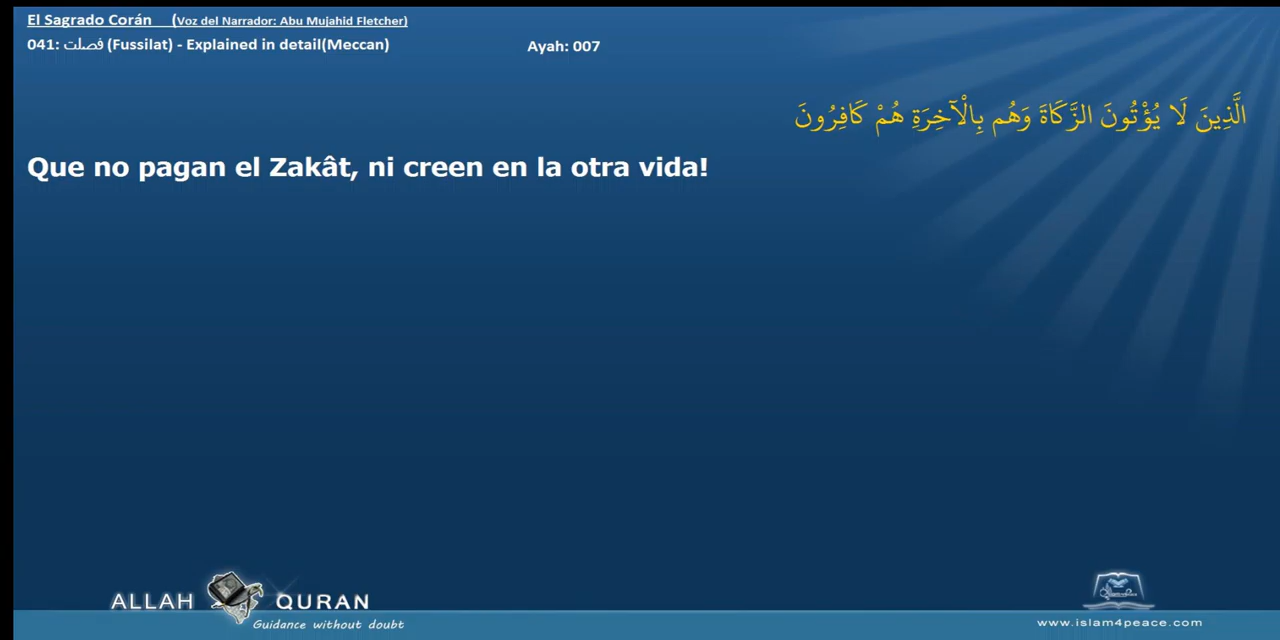 El Sagrado Corán (Voz del Narrador: Abu Mujahid Fletcher)
041: فصلت (Fussilat) - Explained in detail(Meccan) Ayah: 007
الَّذِينَ لَا يُؤْتُونَ الزَّكَاةَ وَهُم بِالْآخِرَةِ هُمْ كَافِرُونَ
Que no pagan el Zakât, ni creen en la otra vida!
ALLAH QURAN
Guidance without doubt
www.islam4peace.com